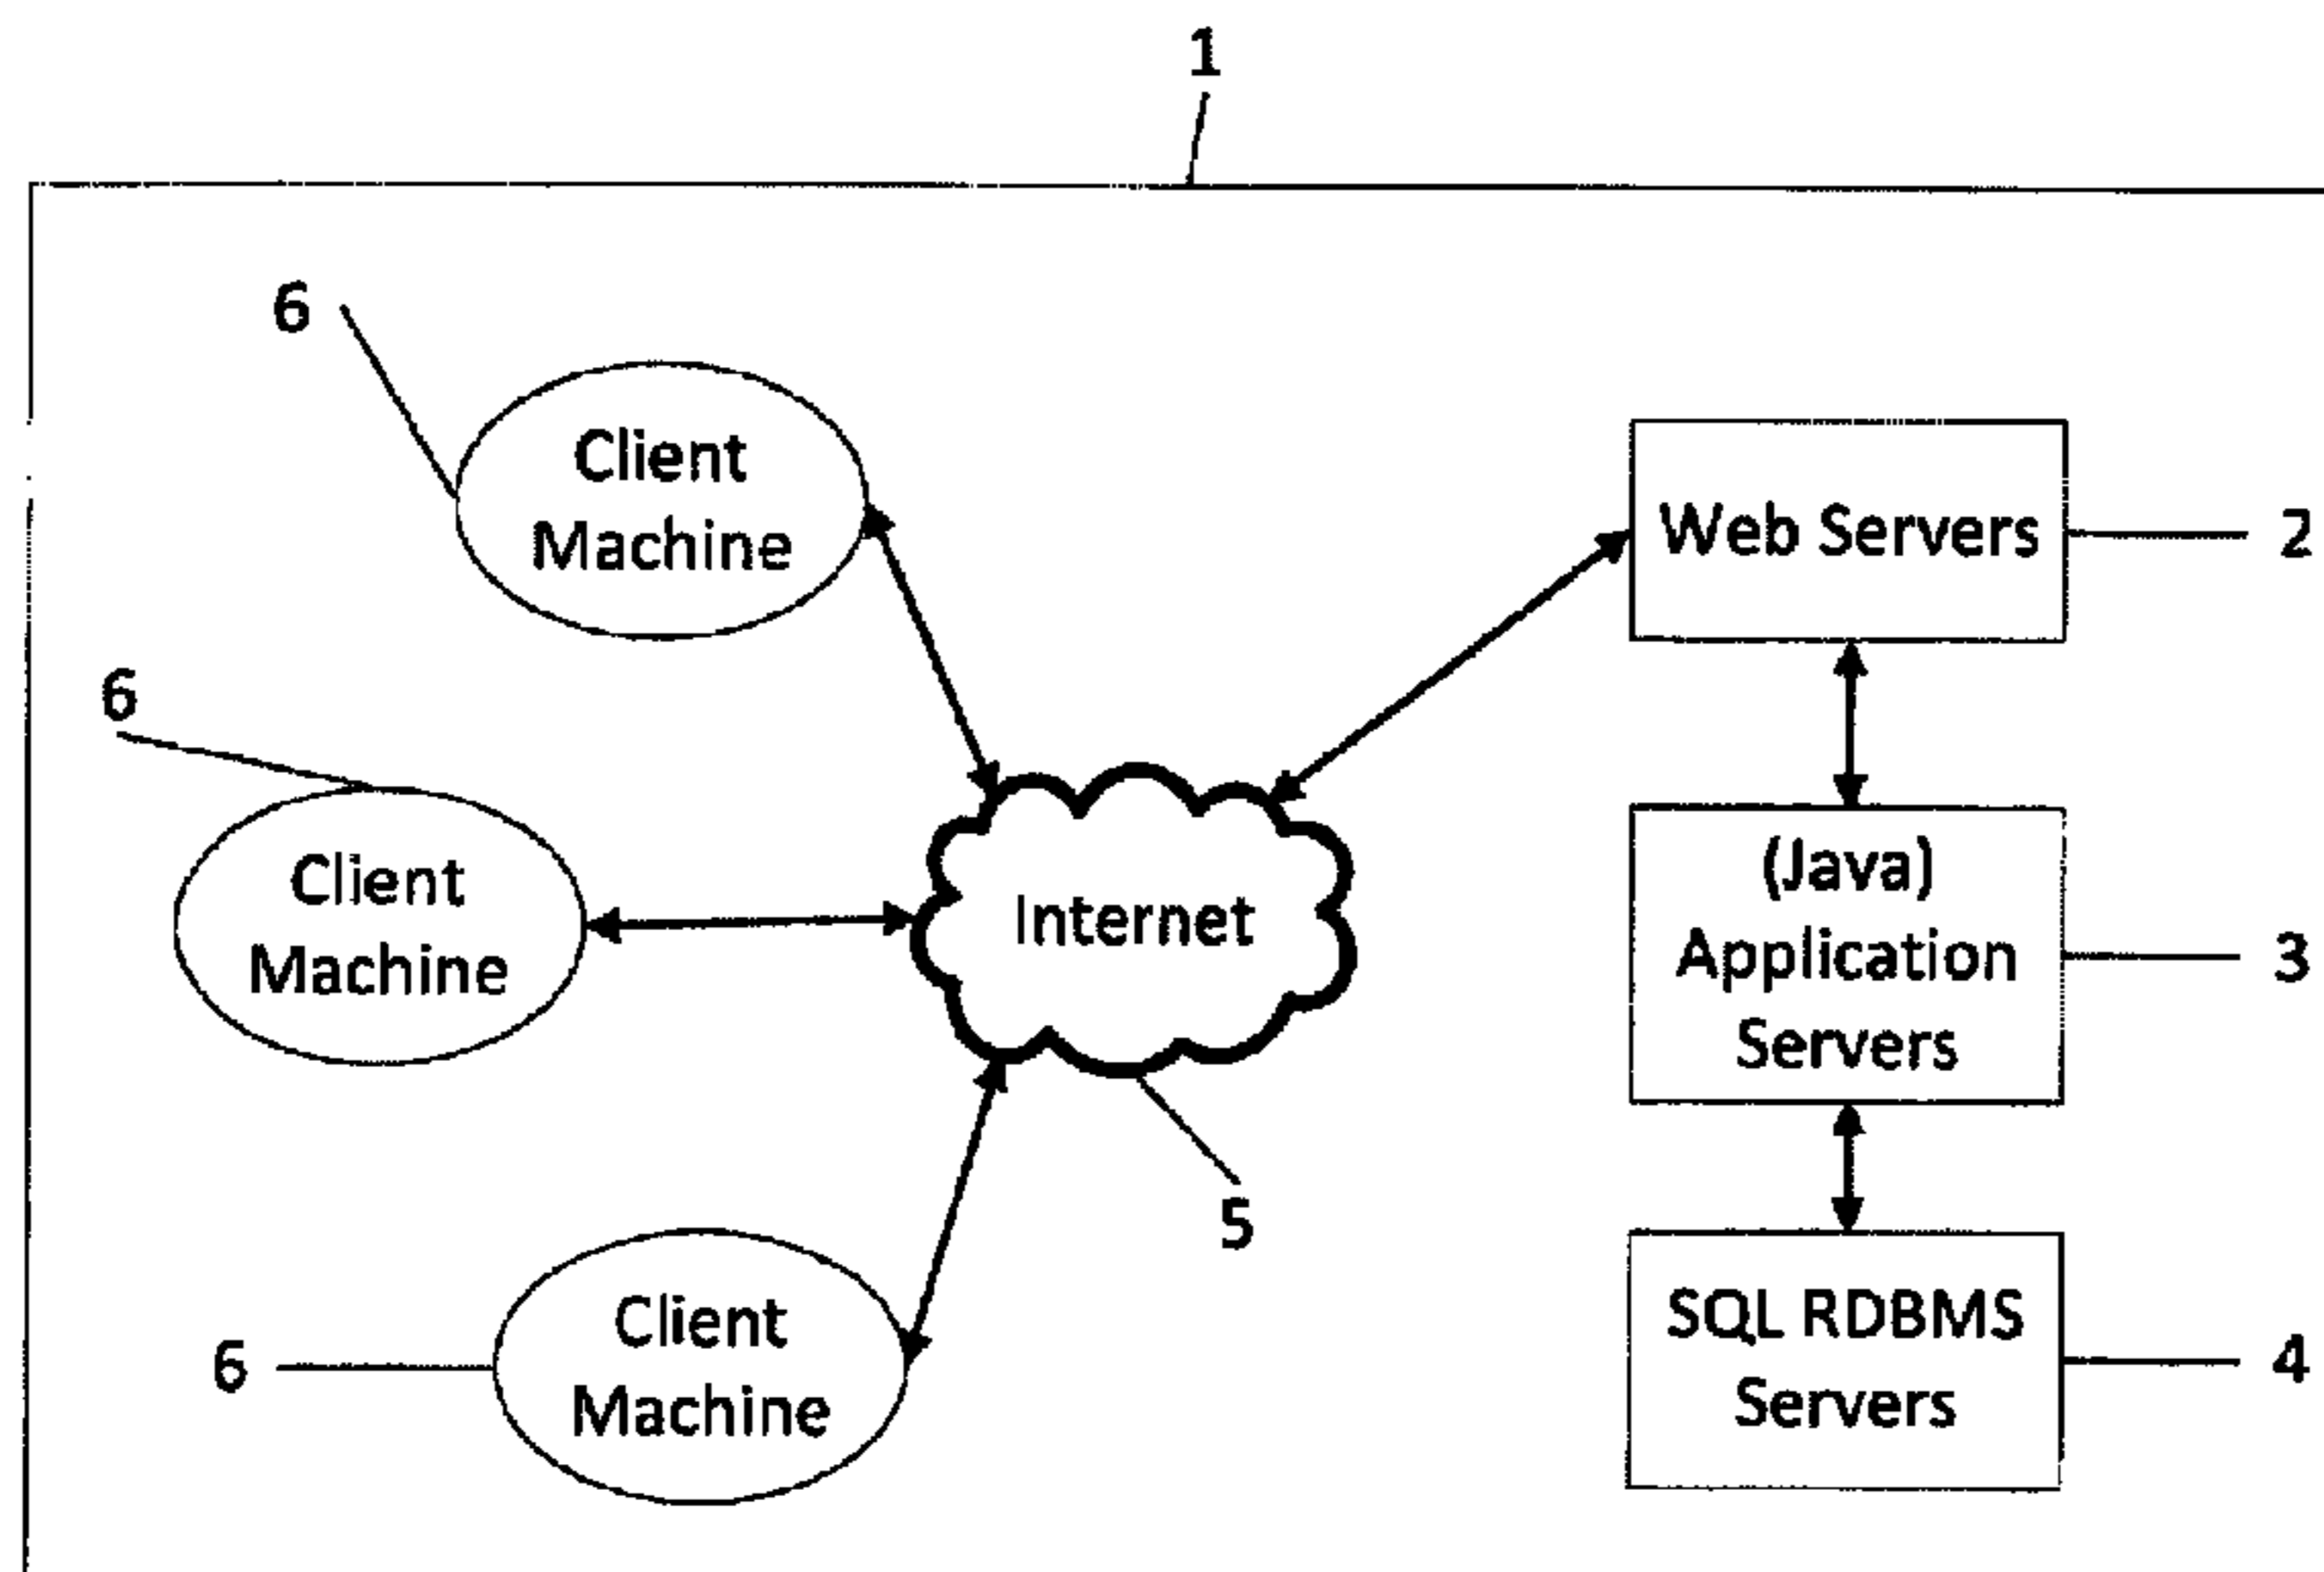 1
6
Client
Machine
Web Servers
2
6
Client
Machine
Internet
(Java)
Application
Servers
3
5
6
Client
Machine
SQL RDBMS
Servers
4